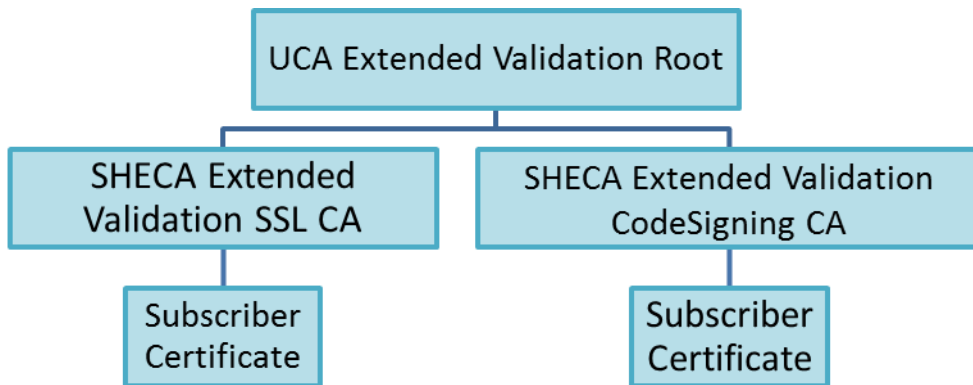 UCA Extended Validation Root
SHECA Extended
Validation SSL CA
SHECA Extended Validation
CodeSigning CA
Subscriber
Certificate
Subscriber
Certificate